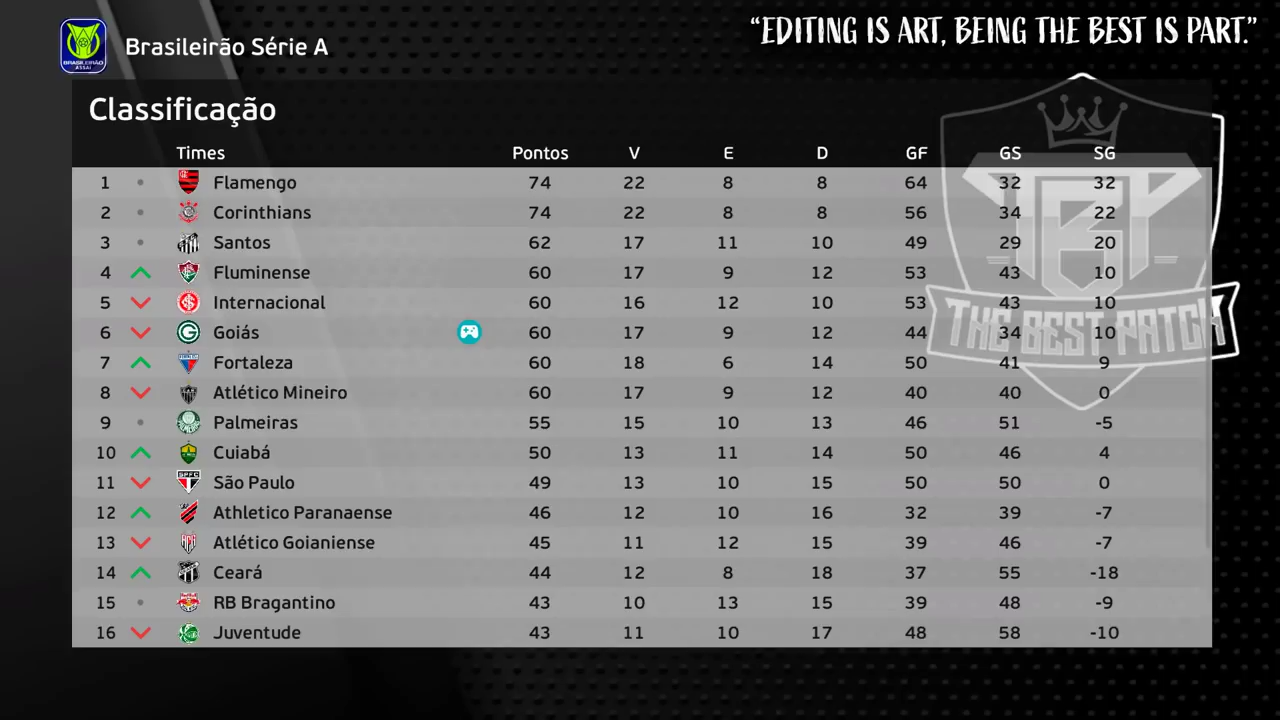 “EDITING IS ART, BEING THE BEST IS PART.”
Brasileirão Série A
BRASILEIRÃO
ASSAÍ
Classificação
Times Pontos V E D GF GS SG
1 Flamengo 74 22 8 8 64 32 32
2 Corinthians 74 22 8 8 56 34 22
3 Santos 62 17 11 10 49 29 20
4 Fluminense 60 17 9 12 53 43 10
5 Internacional 60 16 12 10 53 43 10
6 Goiás 60 17 9 12 44 34 10
7 Fortaleza 60 18 6 14 50 41 9
8 Atlético Mineiro 60 17 9 12 40 40 0
9 Palmeiras 55 15 10 13 46 51 -5
10 Cuiabá 50 13 11 14 50 46 4
11 São Paulo 49 13 10 15 50 50 0
12 Athletico Paranaense 46 12 10 16 32 39 -7
13 Atlético Goianiense 45 11 12 15 39 46 -7
14 Ceará 44 12 8 18 37 55 -18
15 RB Bragantino 43 10 13 15 39 48 -9
16 Juventude 43 11 10 17 48 58 -10
TBP
THE BEST PATCH